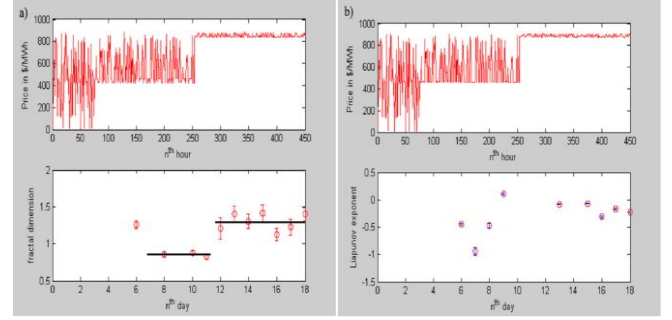 a)
Price in $/MWh
1000
800
600
400
200
0
0 50 100 150 200 250 300 350 400 450
nth hour
fractal dimension
2
1.5
1
0.5
0 2 4 6 8 10 12 14 16 18
nth day
b)
Price in $/MWh
1000
800
600
400
200
0
0 50 100 150 200 250 300 350 400 450
nth hour
Liapunov exponent
0.5
0
-0.5
-1
-1.5
0 2 4 6 8 10 12 14 16 18
nth day